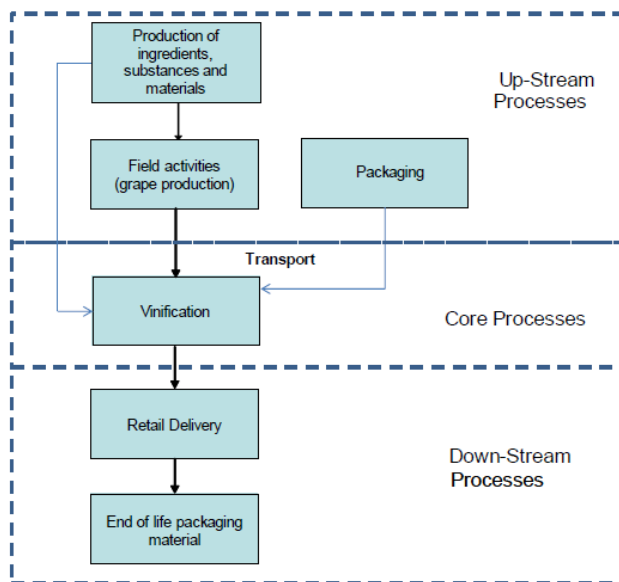 Production of
ingredients,
substances and
materials
Up-Stream
Processes
Field activities
(grape production)
Packaging
Transport
Vinification
Core Processes
Retail Delivery
Down-Stream
Processes
End of life packaging
material